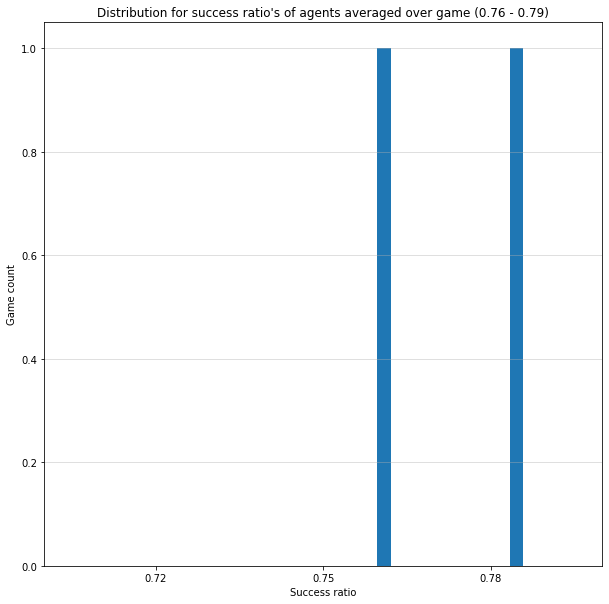 Distribution for success ratio's of agents averaged over game (0.76 - 0.79)
1.0
0.8
0.6
0.4
0.2
0.0
Game count
0.72 0.75 0.78
Success ratio